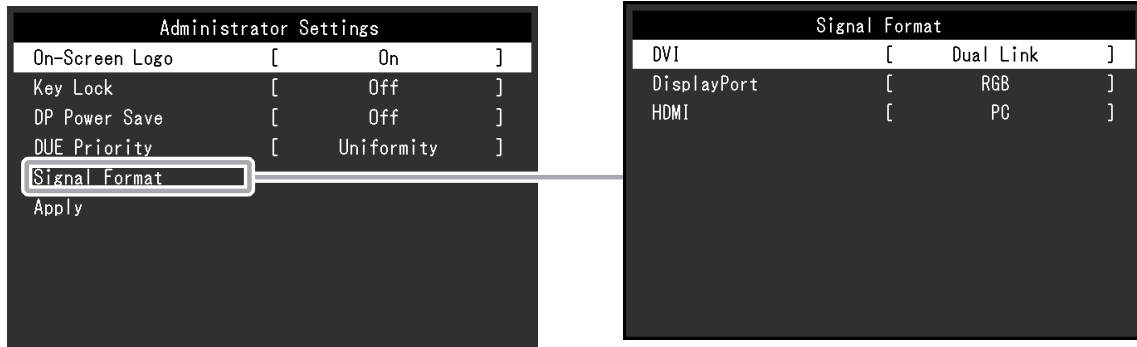 Administrator Settings
On-Screen Logo [ On ]
Key Lock [ Off ]
DP Power Save [ Off ]
DUE Priority [ Uniformity ]
Signal Format
Apply
Signal Format
DVI [ Dual Link ]
DisplayPort [ RGB ]
HDMI [ PC ]